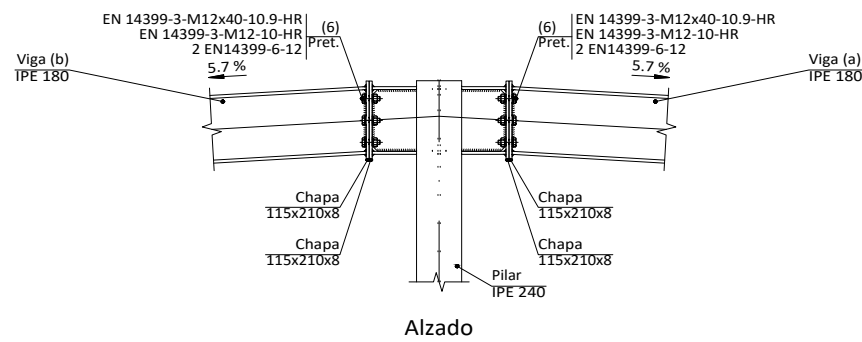 EN 14399-3-M12x40-10.9-HR
EN 14399-3-M12-10-HR
2 EN14399-6-12
(6)
Pret.
(6)
Pret.
EN 14399-3-M12x40-10.9-HR
EN 14399-3-M12-10-HR
2 EN14399-6-12
Viga (b)
IPE 180
5.7 %
5.7 %
Viga (a)
IPE 180
Chapa
115x210x8
Chapa
115x210x8
Chapa
115x210x8
Chapa
115x210x8
Pilar
IPE 240
Alzado